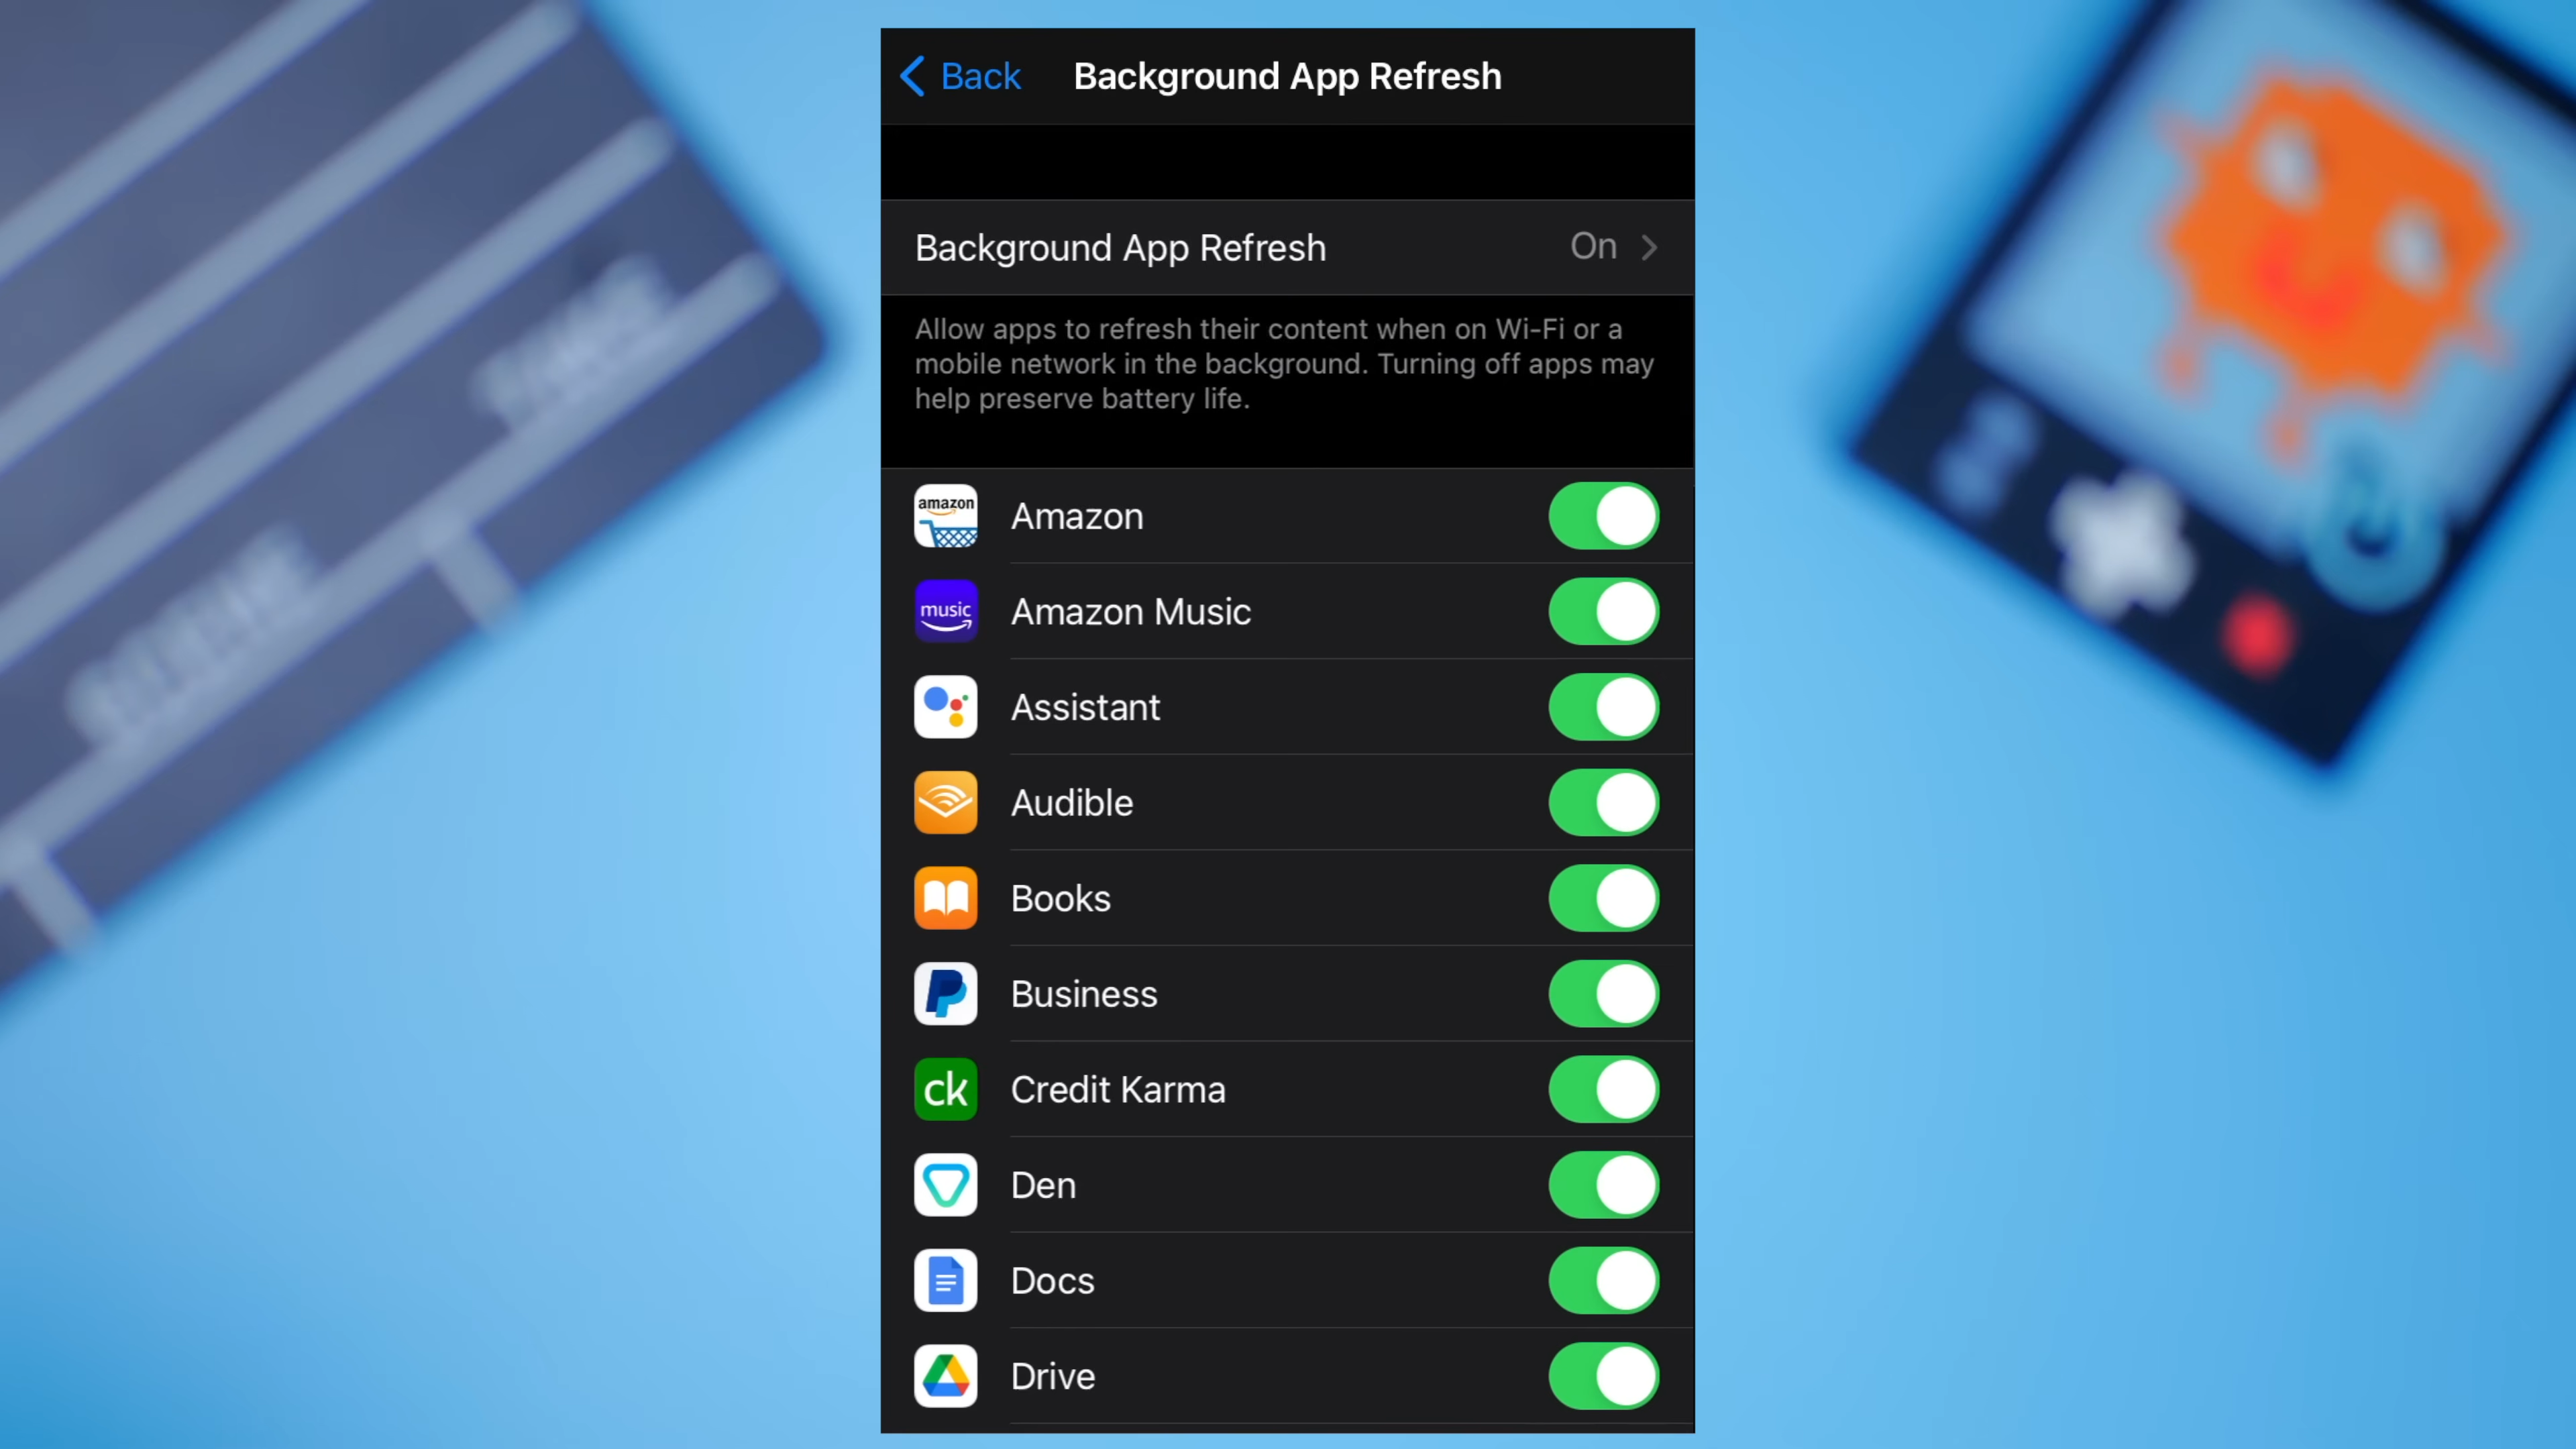 Back
Background App Refresh
Background App Refresh On
Allow apps to refresh their content when on Wi-Fi or a
mobile network in the background. Turning off apps may
help preserve battery life.
amazon
Amazon
music
Amazon Music
Assistant
Audible
Books
Business
ck
Credit Karma
Den
Docs
Drive